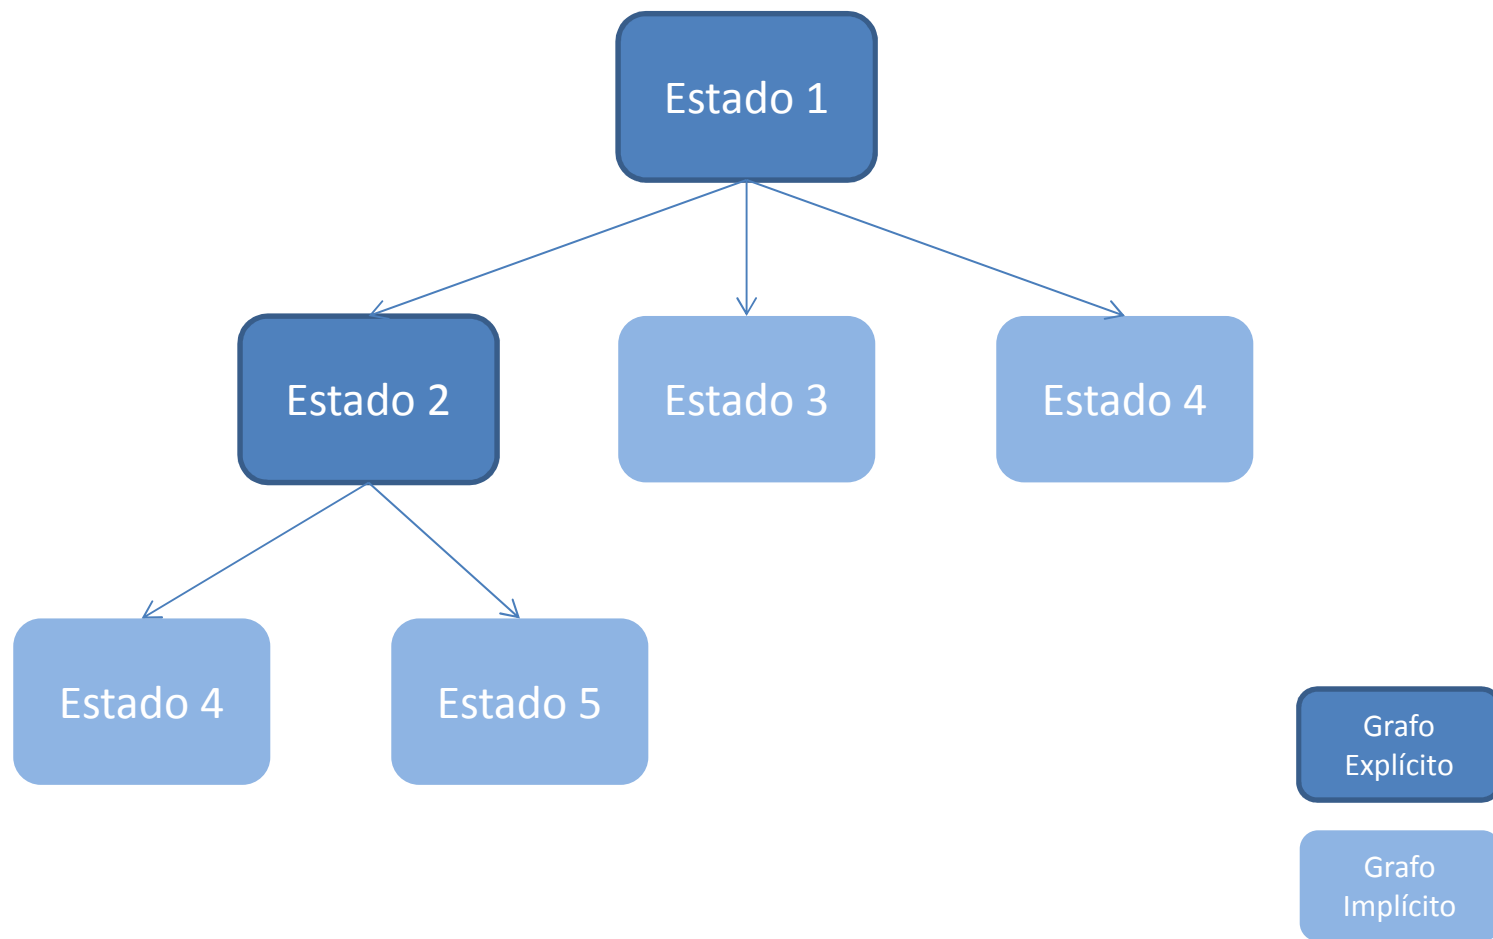 Estado 1
Estado 2
Estado 3
Estado 4
Estado 4
Estado 5
Grafo
Explícito
Grafo
Implícito